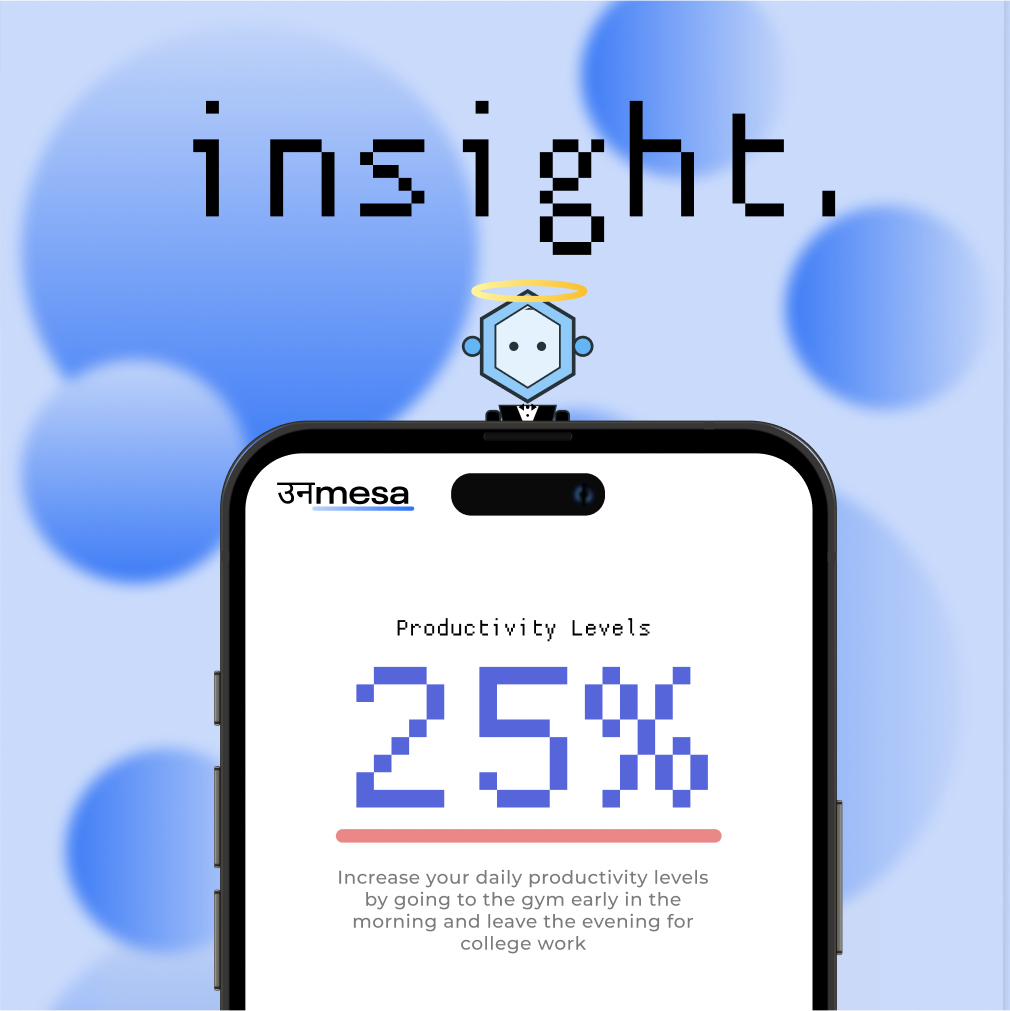 insight.
उनmesa
Productivity Levels
25%
Increase your daily productivity levels
by going to the gym early in the
morning and leave the evening for
college work